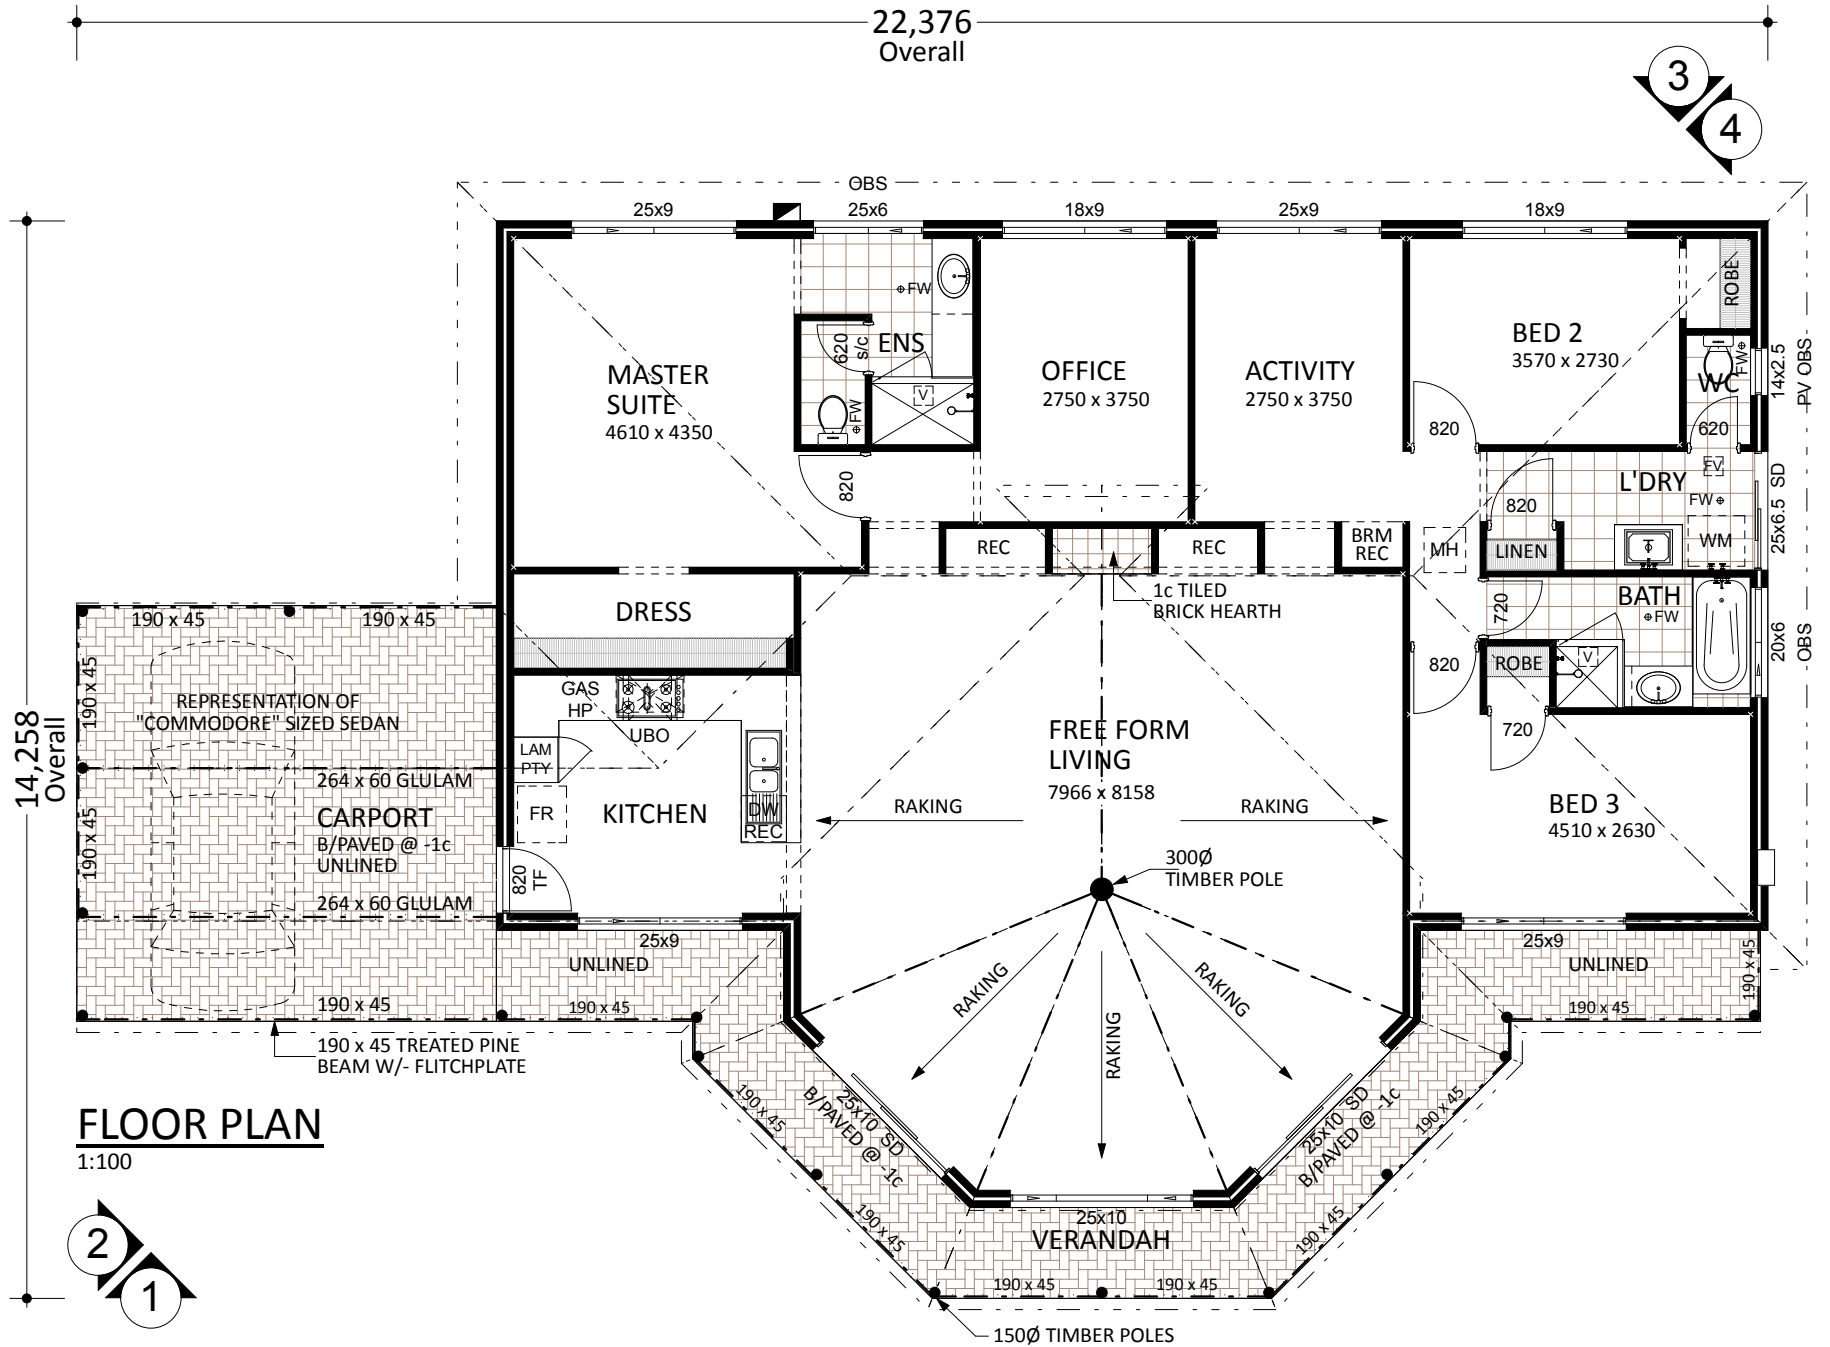 22,376
Overall
3
4
OBS
25x9
25x6
18x9
25x9
18x9
14,258
Overall
MASTER
SUITE
4610 x 4350
620
s/c
ENS
FW
FW
V
820
OFFICE
2750 x 3750
ACTIVITY
2750 x 3750
BED 2
3570 x 2730
ROBE
820
WC
FW
620
14x2.5
PV OBS
L'DRY
FV
FW
820
LINEN
WM
25x6.5 SD
REC
REC
BRM
REC
MH
1c TILED
BRICK HEARTH
BATH
FW
720
820
ROBE
V
720
20x6
OBS
DRESS
190 x 45
190 x 45
190 x 45
190 x 45
REPRESENTATION OF
"COMMODORE" SIZED SEDAN
264 x 60 GLULAM
CARPORT
B/PAVED @ -1c
UNLINED
264 x 60 GLULAM
190 x 45
GAS
HP
UBO
LAM
PTY
FR
KITCHEN
DW
REC
820
TF
FREE FORM
LIVING
7966 x 8158
RAKING
RAKING
300Ø
TIMBER POLE
BED 3
4510 x 2630
25x9
UNLINED
190 x 45
25x9
UNLINED
190 x 45
190 x 45
RAKING
RAKING
RAKING
190 x 45 TREATED PINE
BEAM W/- FLITCHPLATE
25x10 SD
B/PAVED @ -1c
190 x 45
190 x 45
25x10 SD
B/PAVED @ -1c
190 x 45
190 x 45
25x10
VERANDAH
190 x 45
190 x 45
150Ø TIMBER POLES
FLOOR PLAN
1:100
2
1